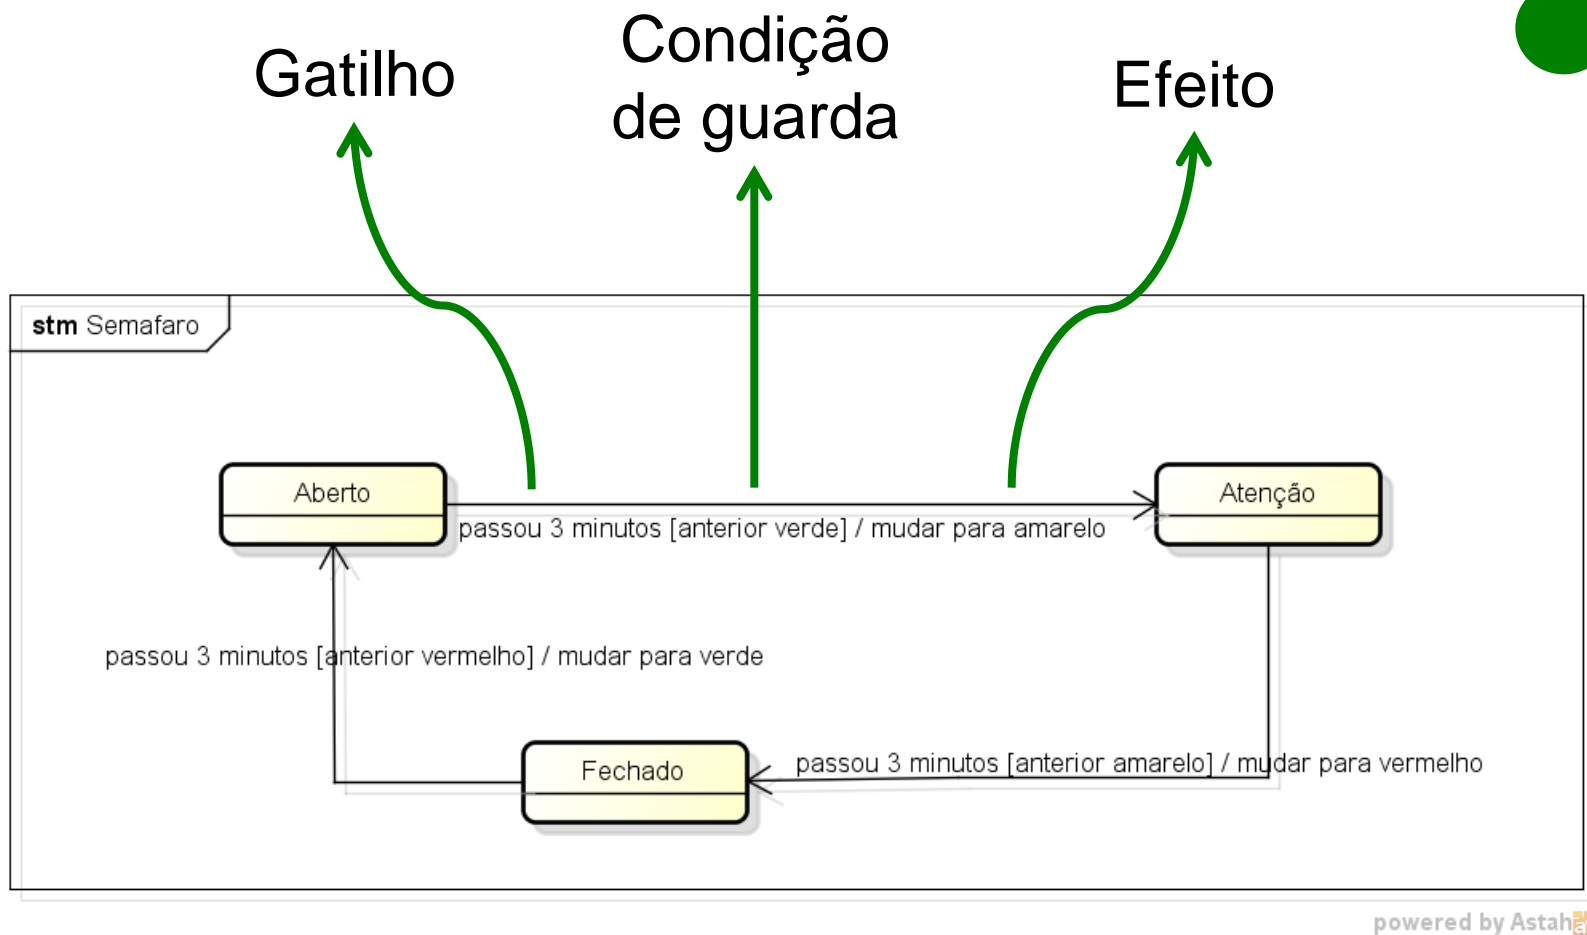 Gatilho
Condição
de guarda
Efeito
stm Semafaro
Aberto
Atenção
passou 3 minutos [anterior verde] / mudar para amarelo
passou 3 minutos [anterior vermelho] / mudar para verde
Fechado
passou 3 minutos [anterior amarelo] / mudar para vermelho
powered by Astah